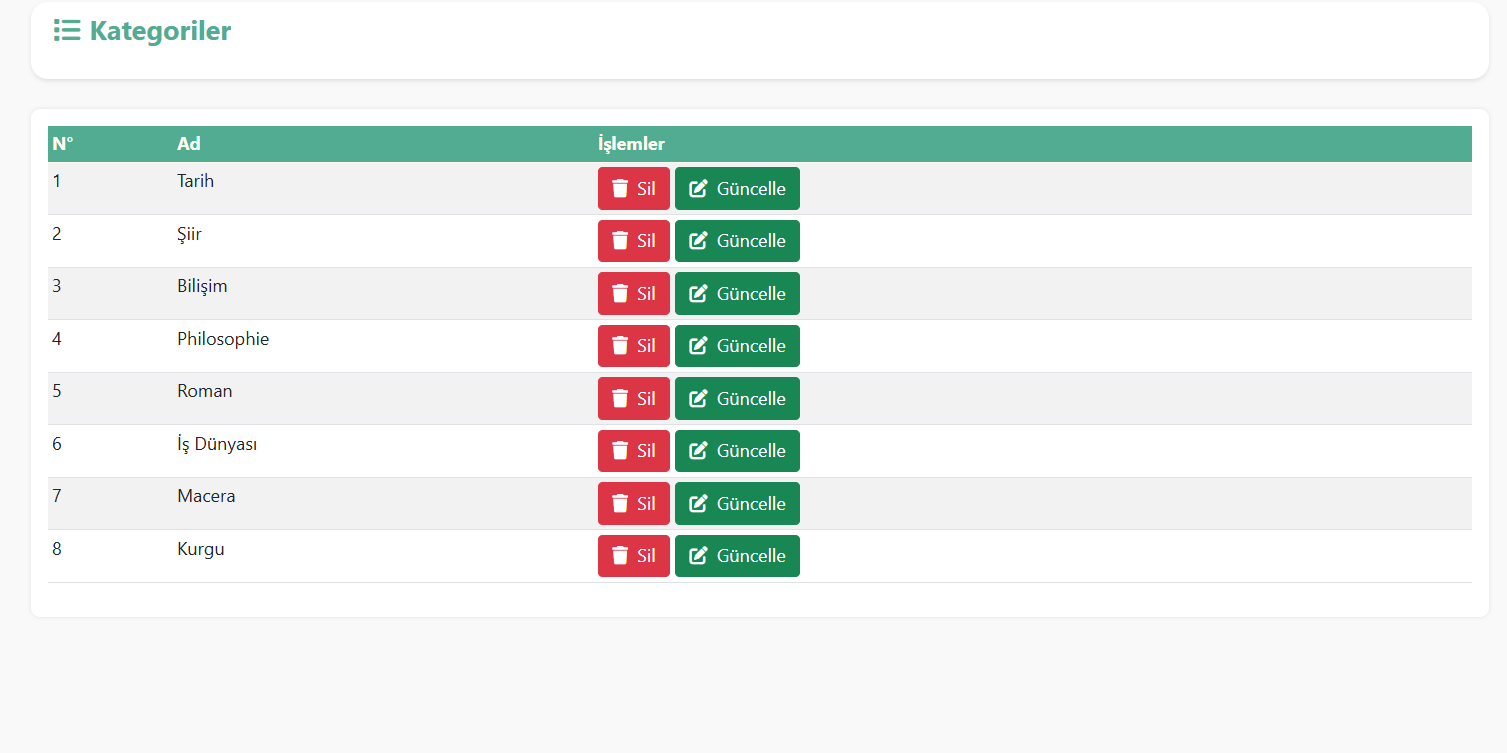 Kategoriler
N° Ad İşlemler
1 Tarih Sil Güncelle
2 Şiir Sil Güncelle
3 Bilişim Sil Güncelle
4 Philosophie Sil Güncelle
5 Roman Sil Güncelle
6 İş Dünyası Sil Güncelle
7 Macera Sil Güncelle
8 Kurgu Sil Güncelle